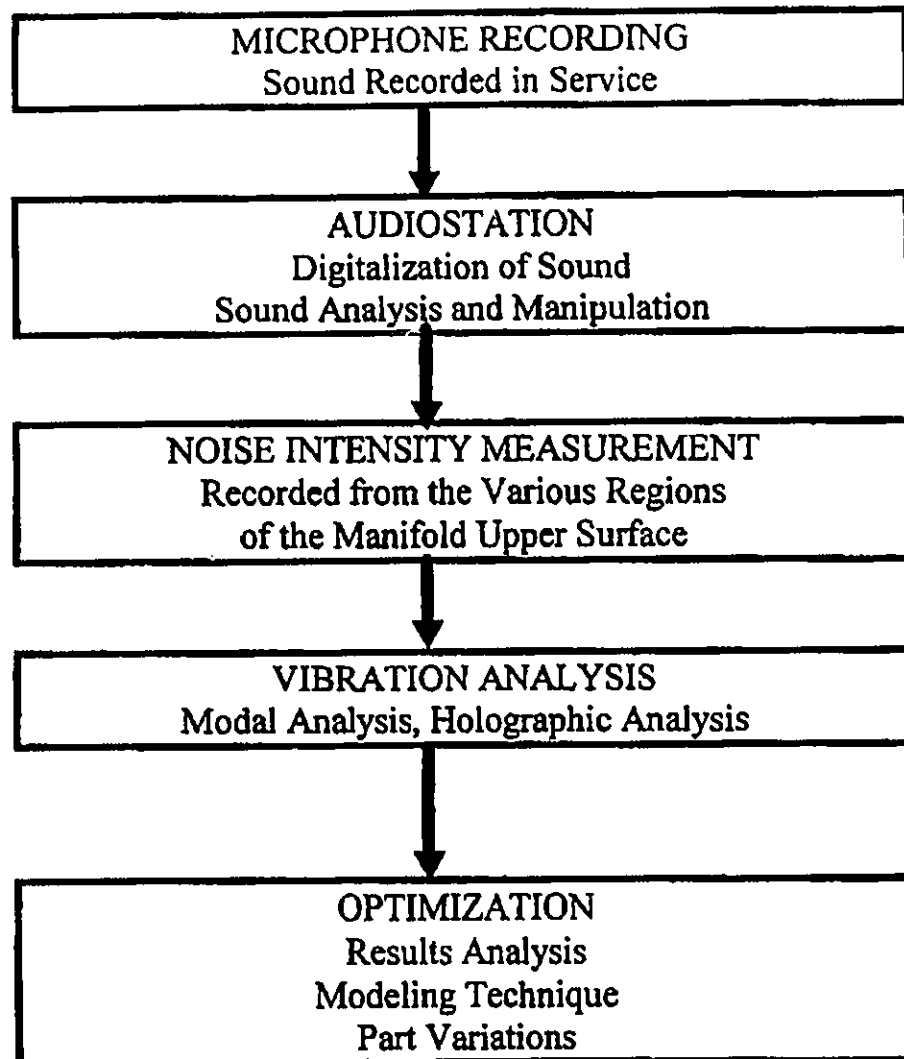 MICROPHONE RECORDING
Sound Recorded in Service
AUDIOSTATION
Digitalization of Sound
Sound Analysis and Manipulation
NOISE INTENSITY MEASUREMENT
Recorded from the Various Regions
of the Manifold Upper Surface
VIBRATION ANALYSIS
Modal Analysis, Holographic Analysis
OPTIMIZATION
Results Analysis
Modeling Technique
Part Variations